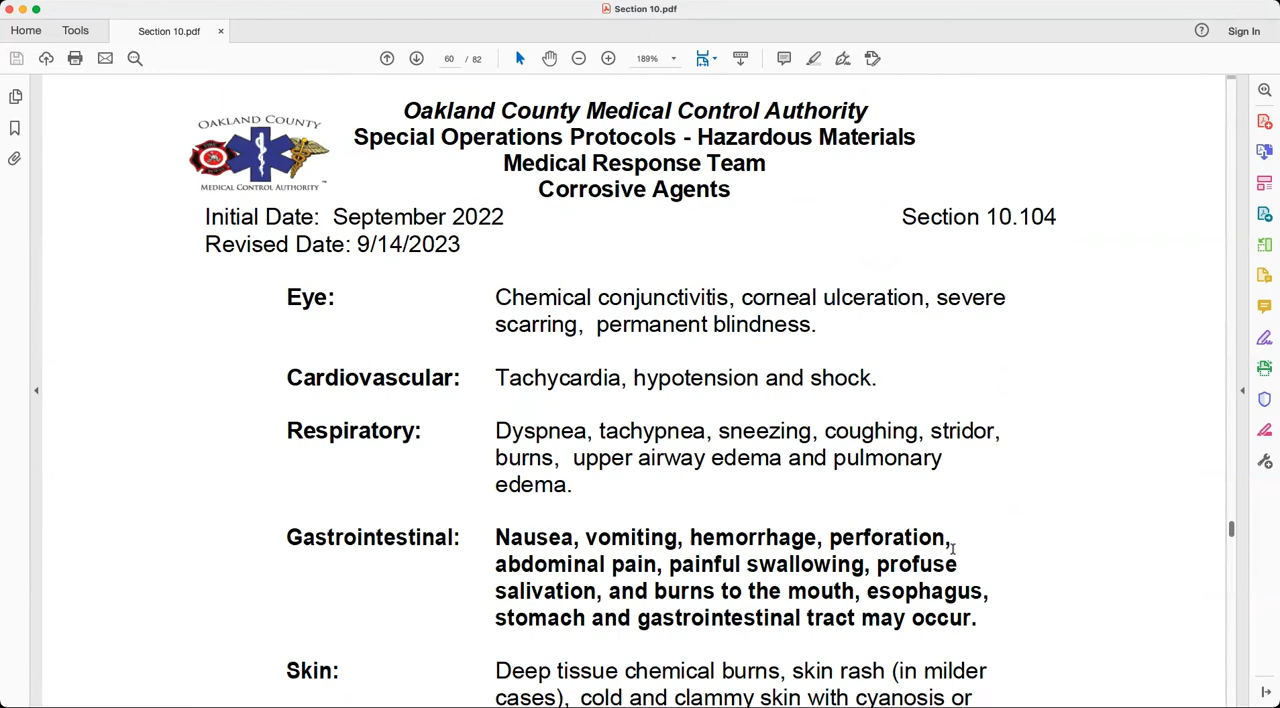 Section 10.pdf
Home
Tools
Section 10.pdf
×
Sign In
60 / 82
189%
OAKLAND COUNTY
MEDICAL CONTROL AUTHORITY
Oakland County Medical Control Authority
Special Operations Protocols - Hazardous Materials
Medical Response Team
Corrosive Agents
Initial Date: September 2022
Section 10.104
Revised Date: 9/14/2023
Eye: Chemical conjunctivitis, corneal ulceration, severe
scarring, permanent blindness.
Cardiovascular: Tachycardia, hypotension and shock.
Respiratory: Dyspnea, tachypnea, sneezing, coughing, stridor,
burns, upper airway edema and pulmonary
edema.
Gastrointestinal: Nausea, vomiting, hemorrhage, perforation,
abdominal pain, painful swallowing, profuse
salivation, and burns to the mouth, esophagus,
stomach and gastrointestinal tract may occur.
Skin: Deep tissue chemical burns, skin rash (in milder
cases), cold and clammy skin with cyanosis or